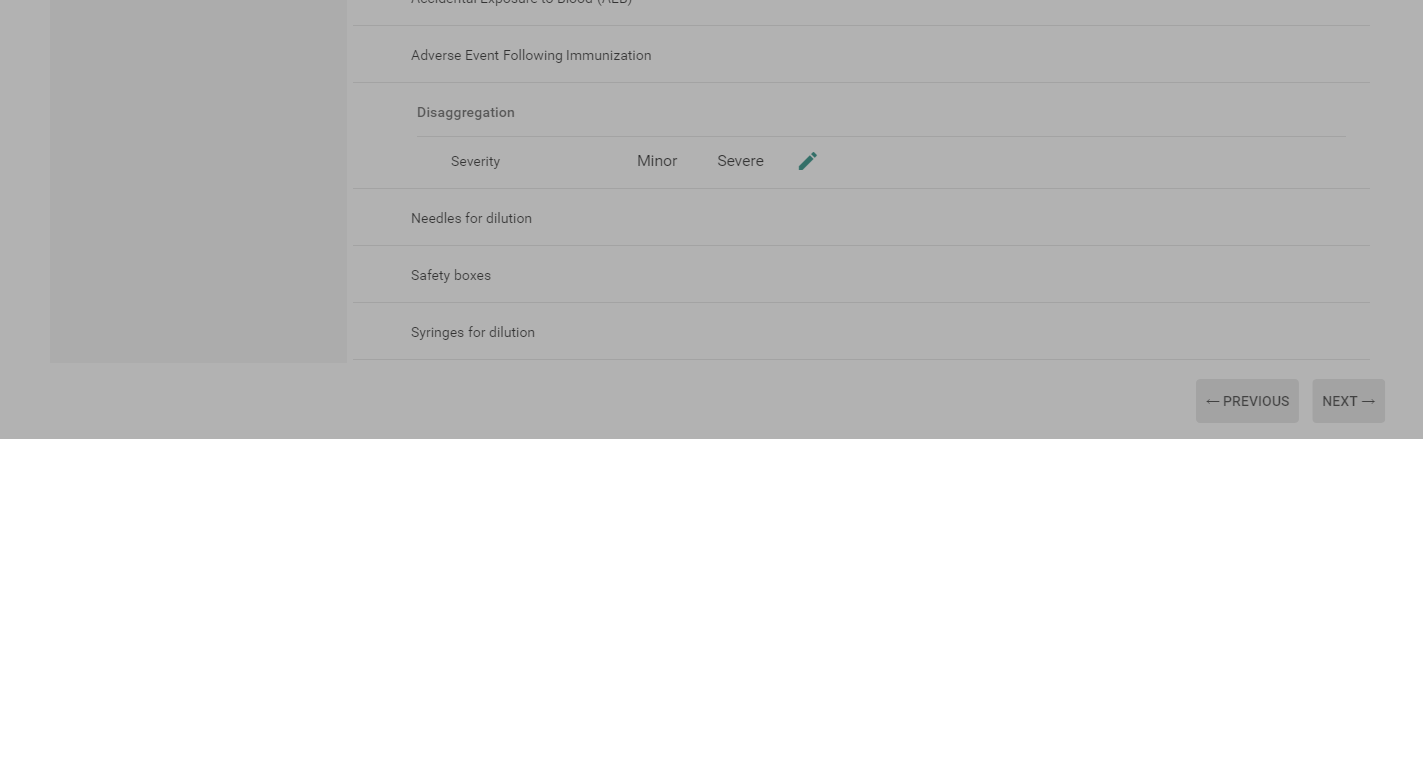 Accidental Exposure to Blood (AEB)
Adverse Event Following Immunization
Disaggregation
Severity Minor Severe
Needles for dilution
Safety boxes
Syringes for dilution
← PREVIOUS NEXT →